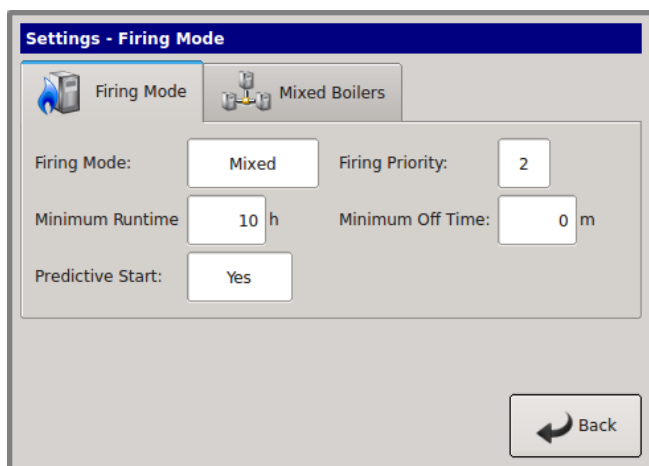 Settings - Firing Mode
Firing Mode Mixed Boilers
Firing Mode: Mixed Firing Priority: 2
Minimum Runtime 10 h Minimum Off Time: 0 m
Predictive Start: Yes
Back